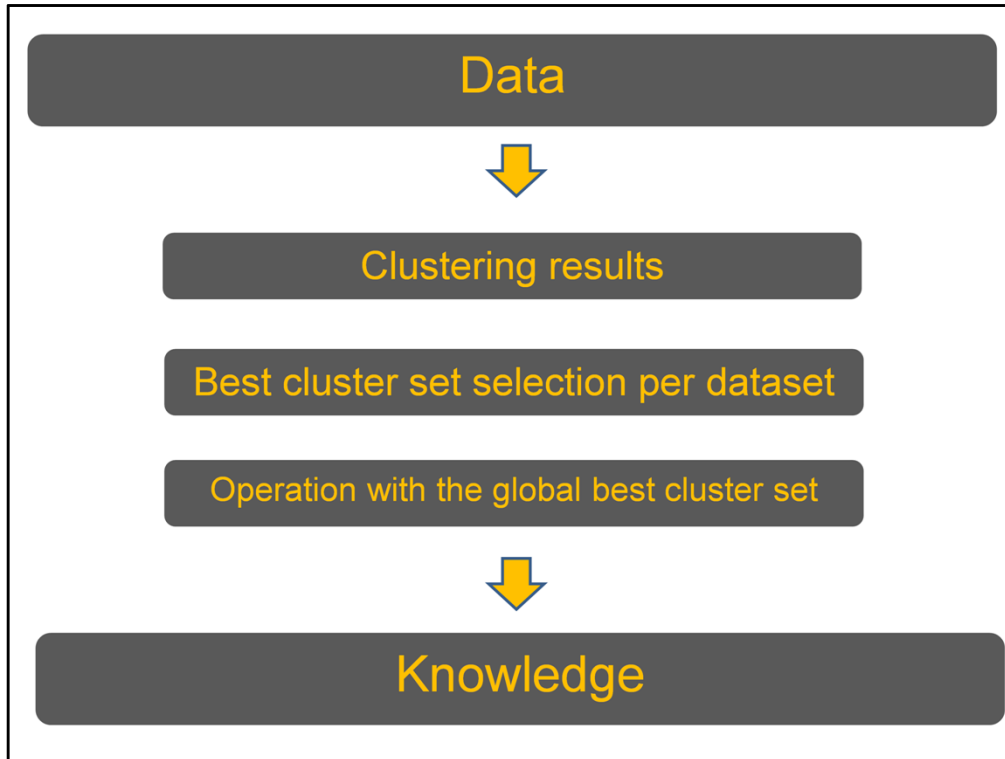 Data
Clustering results
Best cluster set selection per dataset
Operation with the global best cluster set
Knowledge